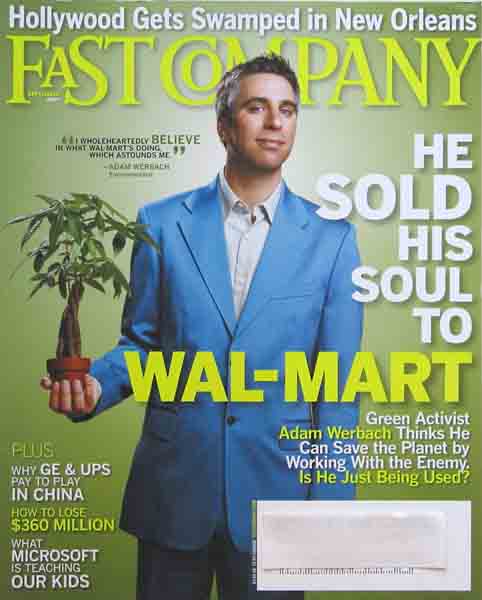 Hollywood Gets Swamped in New Orleans
FAST COMPANY
“I WHOLEHEARTEDLY BELIEVE
IN WHAT WAL-MART'S DOING,
WHICH ASTOUNDS ME.”
—ADAM WERBACH
HE
SOLD
HIS
SOUL
TO
WAL-MART
Green Activist
Adam Werbach Thinks He
Can Save the Planet by
Working With the Enemy.
Is He Just Being Used?
PLUS
WHY GE & UPS
PAY TO PLAY
IN CHINA
HOW TO LOSE
$360 MILLION
WHAT
MICROSOFT
IS TEACHING
OUR KIDS